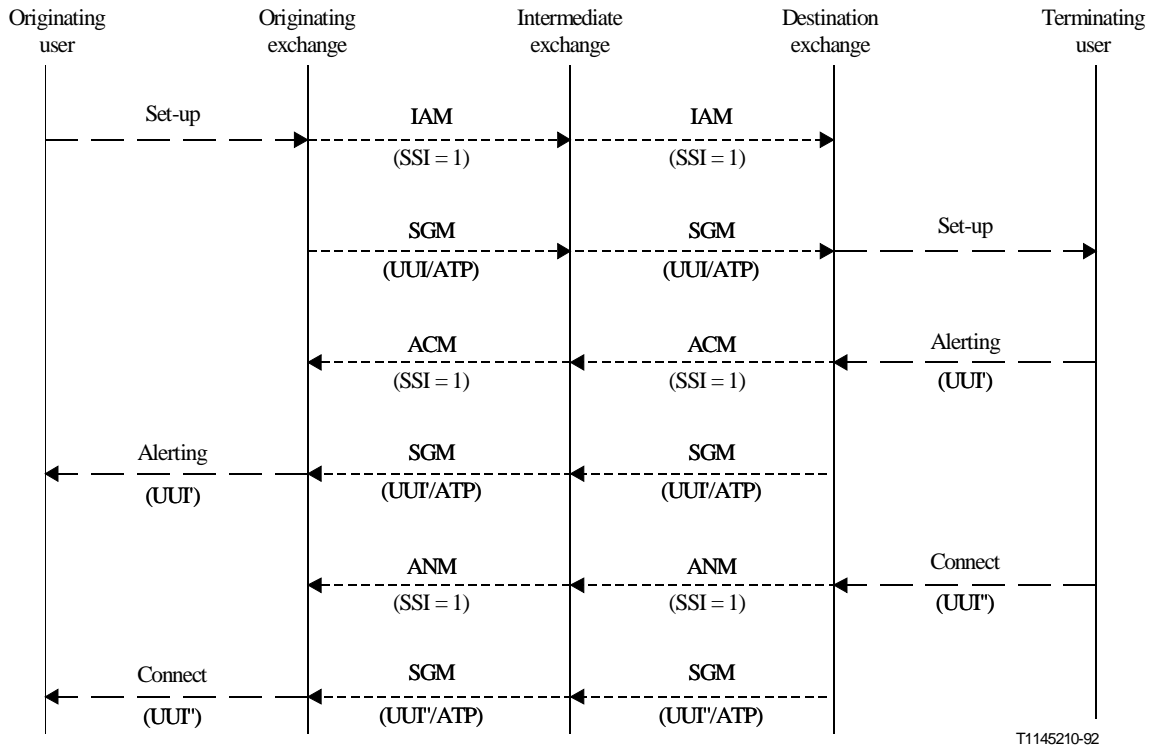 Originating user
Originating exchange
Intermediate exchange
Destination exchange
Terminating user
Set-up
IAM
IAM
(SSI = 1)
(SSI = 1)
SGM
SGM
Set-up
(UUI/ATP)
(UUI/ATP)
ACM
ACM
Alerting
(SSI = 1)
(SSI = 1)
(UUI')
Alerting
SGM
SGM
(UUI')
(UUI'/ATP)
(UUI'/ATP)
ANM
ANM
Connect
(SSI = 1)
(SSI = 1)
(UUI'')
Connect
SGM
SGM
(UUI'')
(UUI''/ATP)
(UUI''/ATP)
T1145210-92